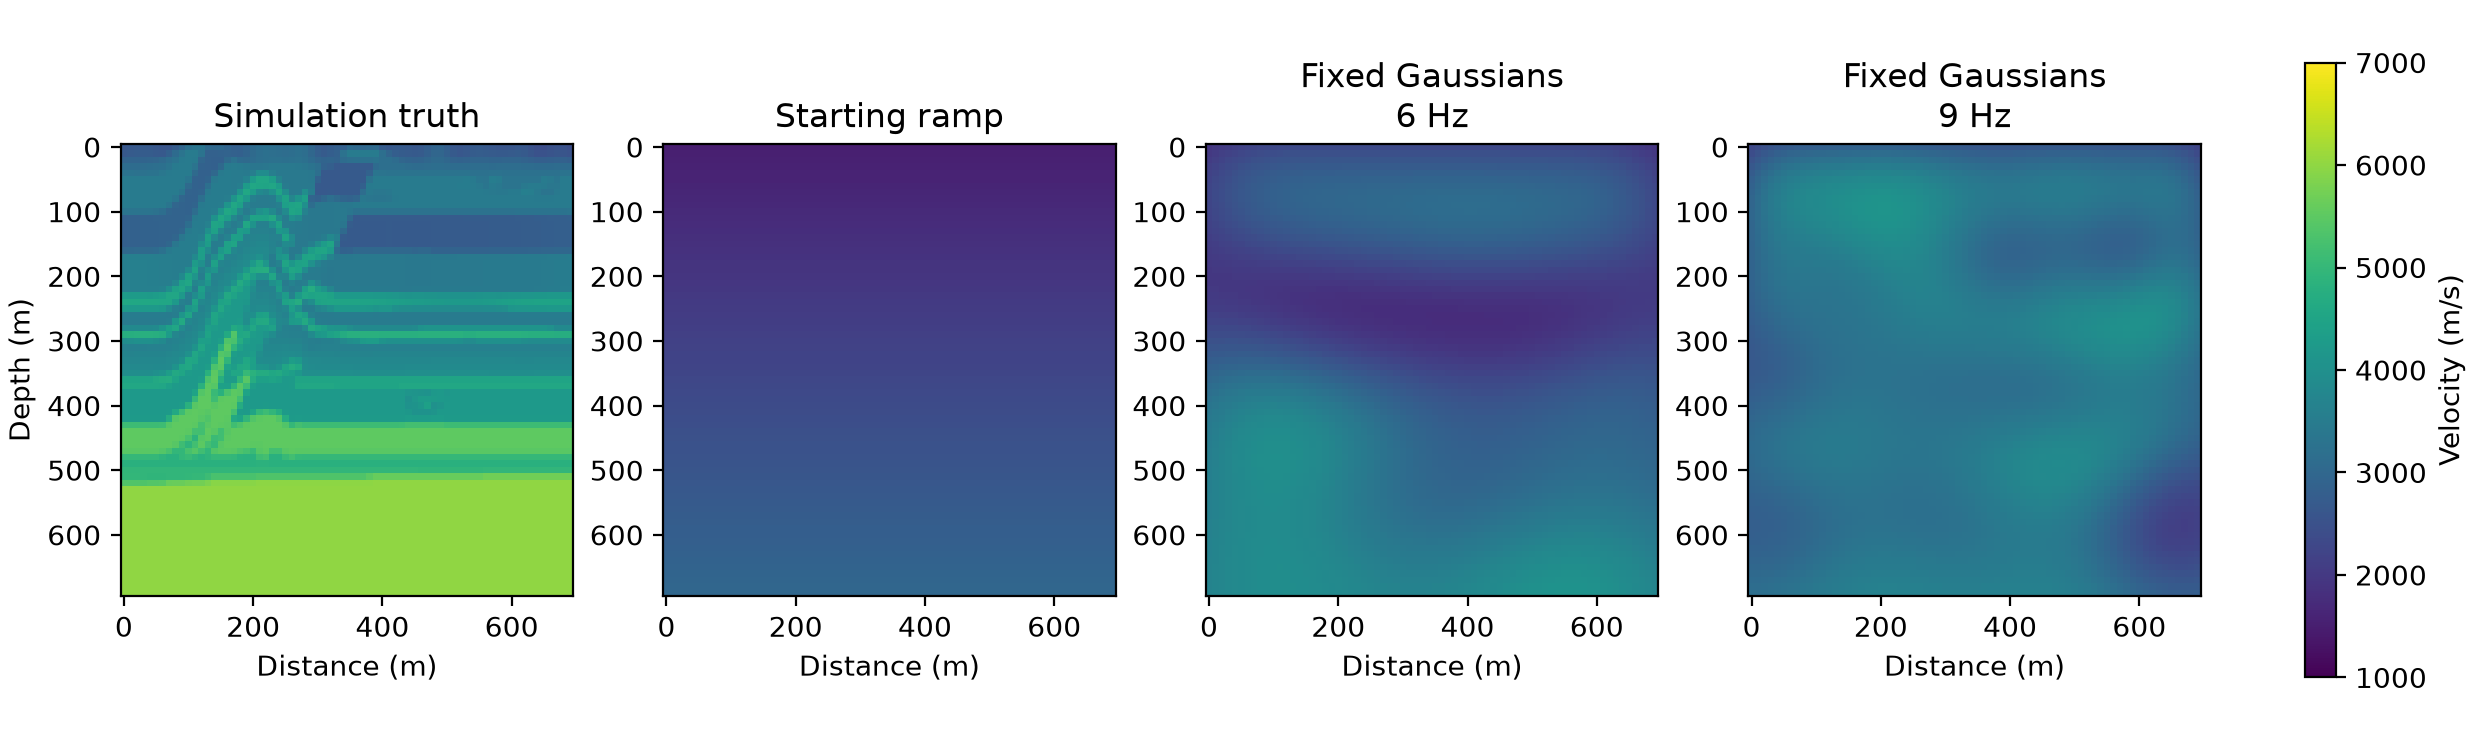 Simulation truth
Starting ramp
Fixed Gaussians
6 Hz
Fixed Gaussians
9 Hz
Depth (m)
0
100
200
300
400
500
600
0 200 400 600
Distance (m)
0
100
200
300
400
500
600
0 200 400 600
Distance (m)
0
100
200
300
400
500
600
0 200 400 600
Distance (m)
0
100
200
300
400
500
600
0 200 400 600
Distance (m)
7000
6000
5000
4000
3000
2000
1000
Velocity (m/s)